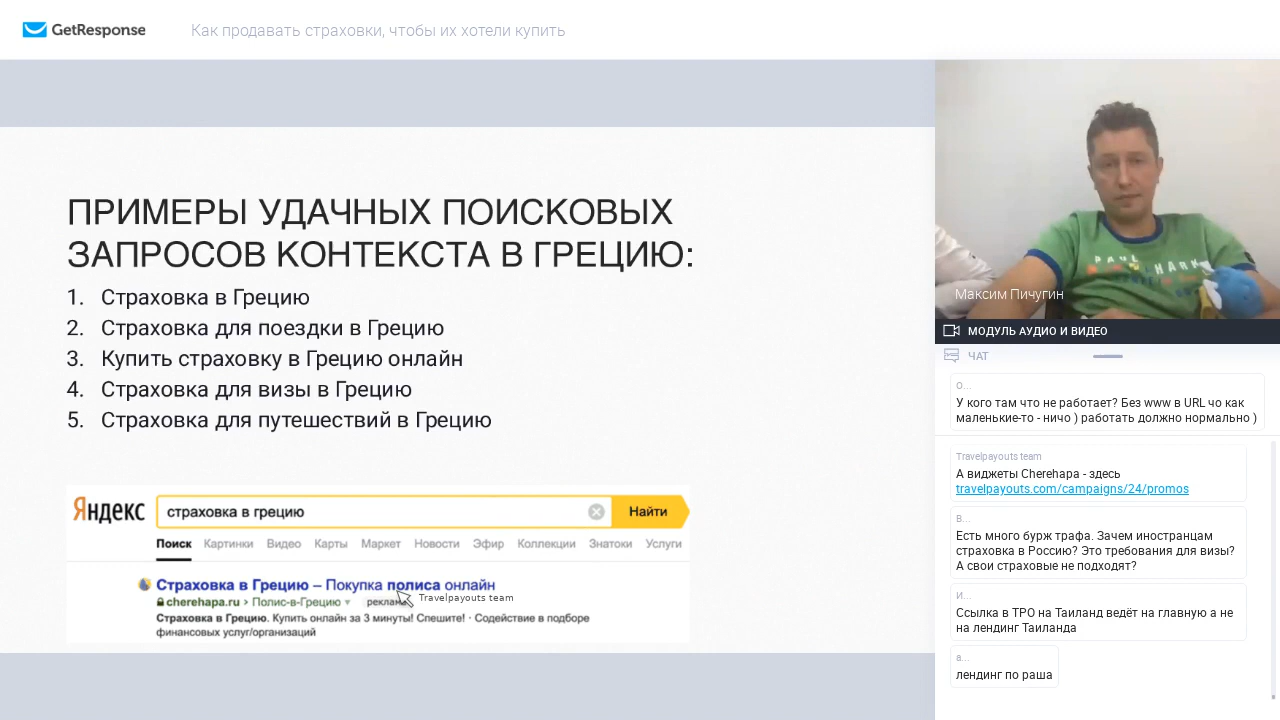 GetResponse
Как продавать страховки, чтобы их хотели купить
ПРИМЕРЫ УДАЧНЫХ ПОИСКОВЫХ
ЗАПРОСОВ КОНТЕКСТА В ГРЕЦИЮ:
1. Страховка в Грецию
2. Страховка для поездки в Грецию
3. Купить страховку в Грецию онлайн
4. Страховка для визы в Грецию
5. Страховка для путешествий в Грецию
Яндекс
страховка в грецию
Найти
Поиск Картинки Видео Карты Маркет Новости Эфир Коллекции Знатоки Услуги
Страховка в Грецию – Покупка полиса онлайн
cherehapa.ru › Полис-в-Грецию реклама
Travelpayouts team
Страховка в Грецию. Купить онлайн за 3 минуты! Спешите! · Содействие в подборе
финансовых услуг/организаций
Максим Пичугин
МОДУЛЬ АУДИО И ВИДЕО
ЧАТ
О...
У кого там что не работает? Без www в URL чо как
маленькие-то - ничо ) работать должно нормально )
Travelpayouts team
А виджеты Cherehapa - здесь
travelpayouts.com/campaigns/24/promos
В...
Есть много бурж трафа. Зачем иностранцам
страховка в Россию? Это требования для визы?
А свои страховые не подходят?
И...
Ссылка в ТРО на Таиланд ведёт на главную а не
на лендинг Таиланда
а...
лендинг по раша